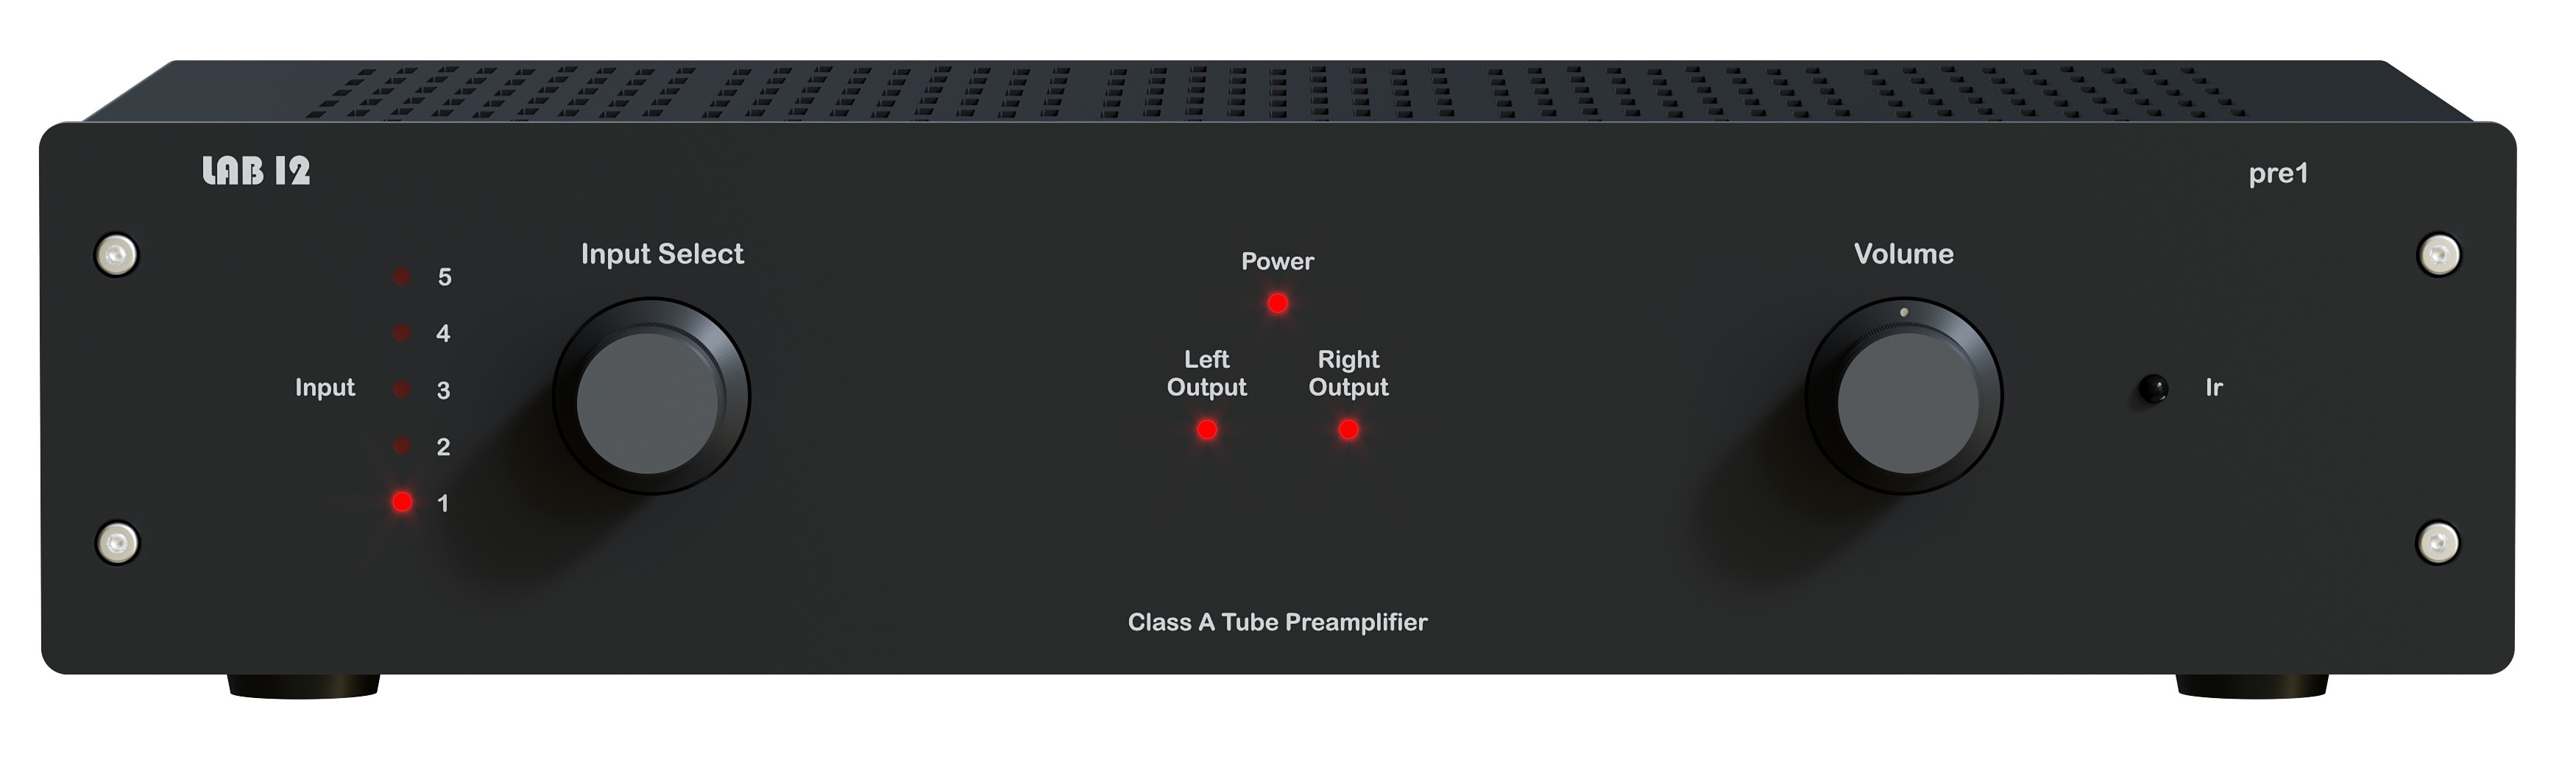 LAB 12
pre1
Input Select
5
4
Input
3
2
1
Power
Left
Output
Right
Output
Volume
Ir
Class A Tube Preamplifier